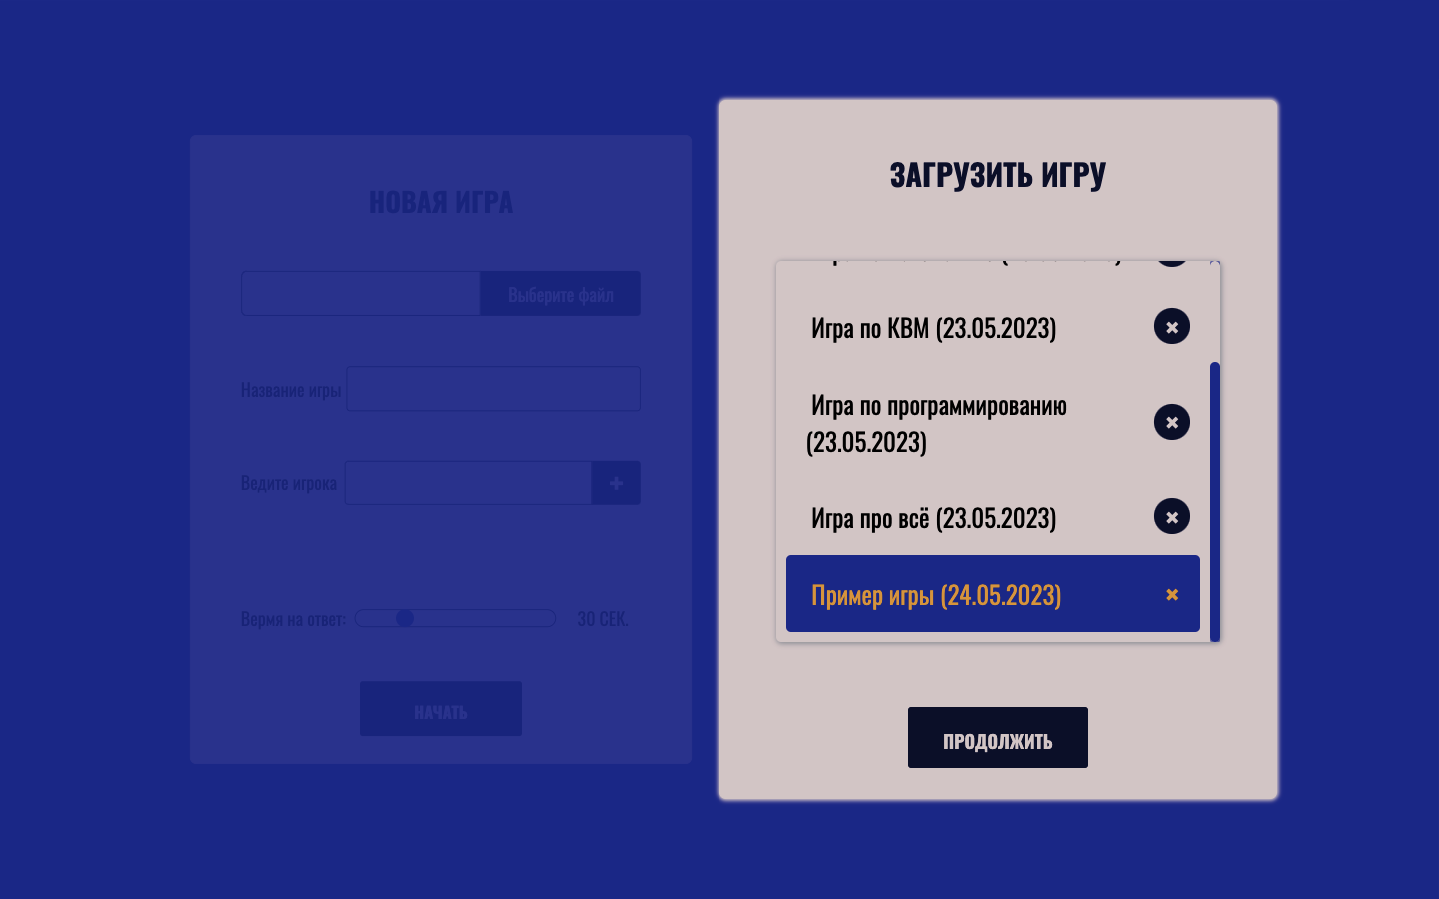 НОВАЯ ИГРА
Выберите файл
Название игры
Ведите игрока
+
Вермя на ответ:
30 СЕК.
НАЧАТЬ
ЗАГРУЗИТЬ ИГРУ
Игра по КВМ (23.05.2023)
Игра по программированию
(23.05.2023)
Игра про всё (23.05.2023)
Пример игры (24.05.2023)
ПРОДОЛЖИТЬ